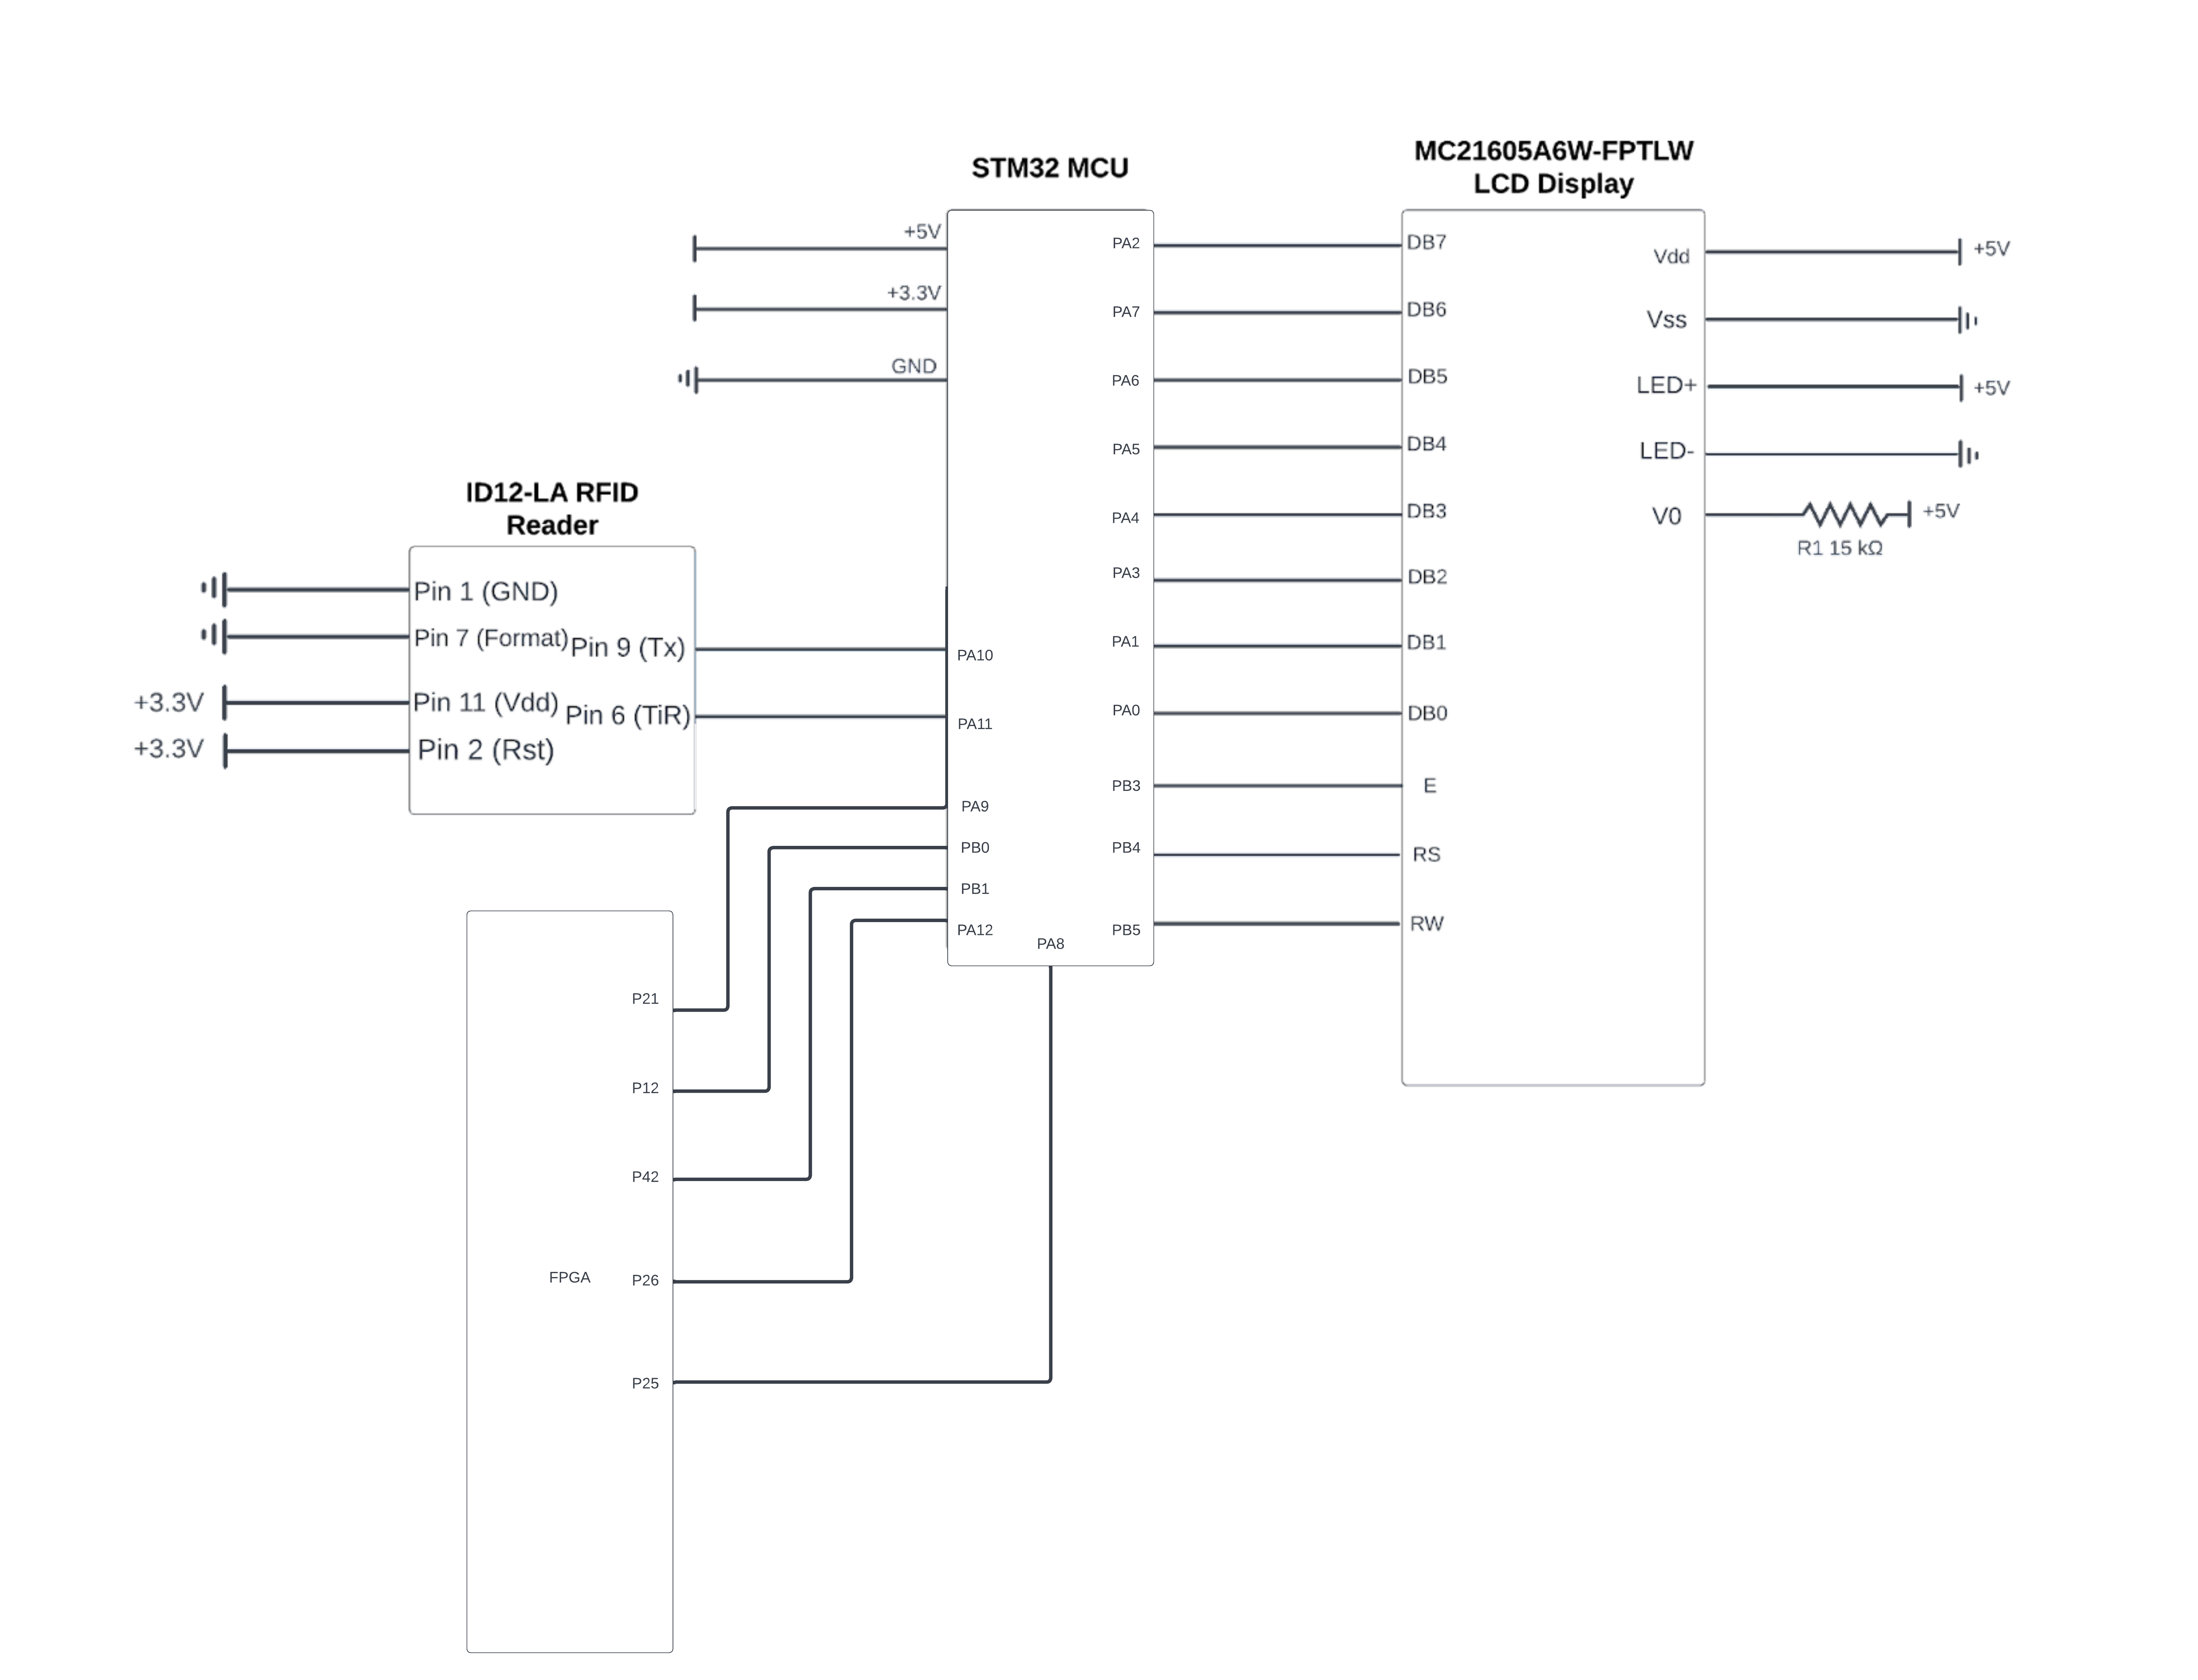 STM32 MCU
MC21605A6W-FPTLW
LCD Display
+5V
+3.3V
GND
PA2
PA7
PA6
PA5
PA4
PA3
PA1
PA0
PB3
PB4
PB5
PA10
PA11
PA9
PB0
PB1
PA12
PA8
DB7
DB6
DB5
DB4
DB3
DB2
DB1
DB0
E
RS
RW
Vdd
Vss
LED+
LED-
V0
+5V
+5V
+5V
R1 15 kΩ
ID12-LA RFID
Reader
Pin 1 (GND)
Pin 7 (Format)
Pin 9 (Tx)
Pin 11 (Vdd)
Pin 6 (TiR)
Pin 2 (Rst)
+3.3V
+3.3V
P21
P12
P42
FPGA
P26
P25